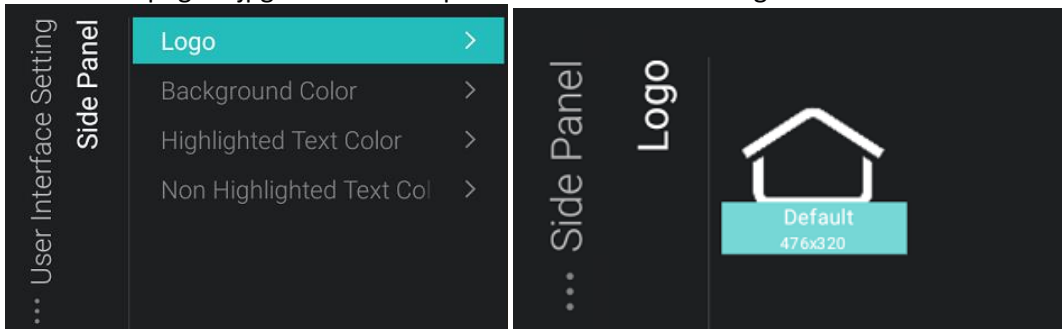 ... User Interface Setting
Side Panel
Logo
Background Color
Highlighted Text Color
Non Highlighted Text Col
... Side Panel
Logo
Default
476x320